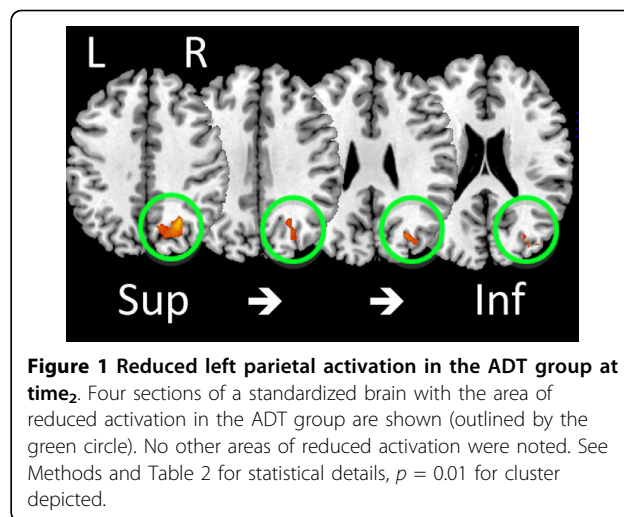 L R
Sup → → Inf
Figure 1 Reduced left parietal activation in the ADT group at
time₂. Four sections of a standardized brain with the area of
reduced activation in the ADT group are shown (outlined by the
green circle). No other areas of reduced activation were noted. See
Methods and Table 2 for statistical details, p = 0.01 for cluster
depicted.